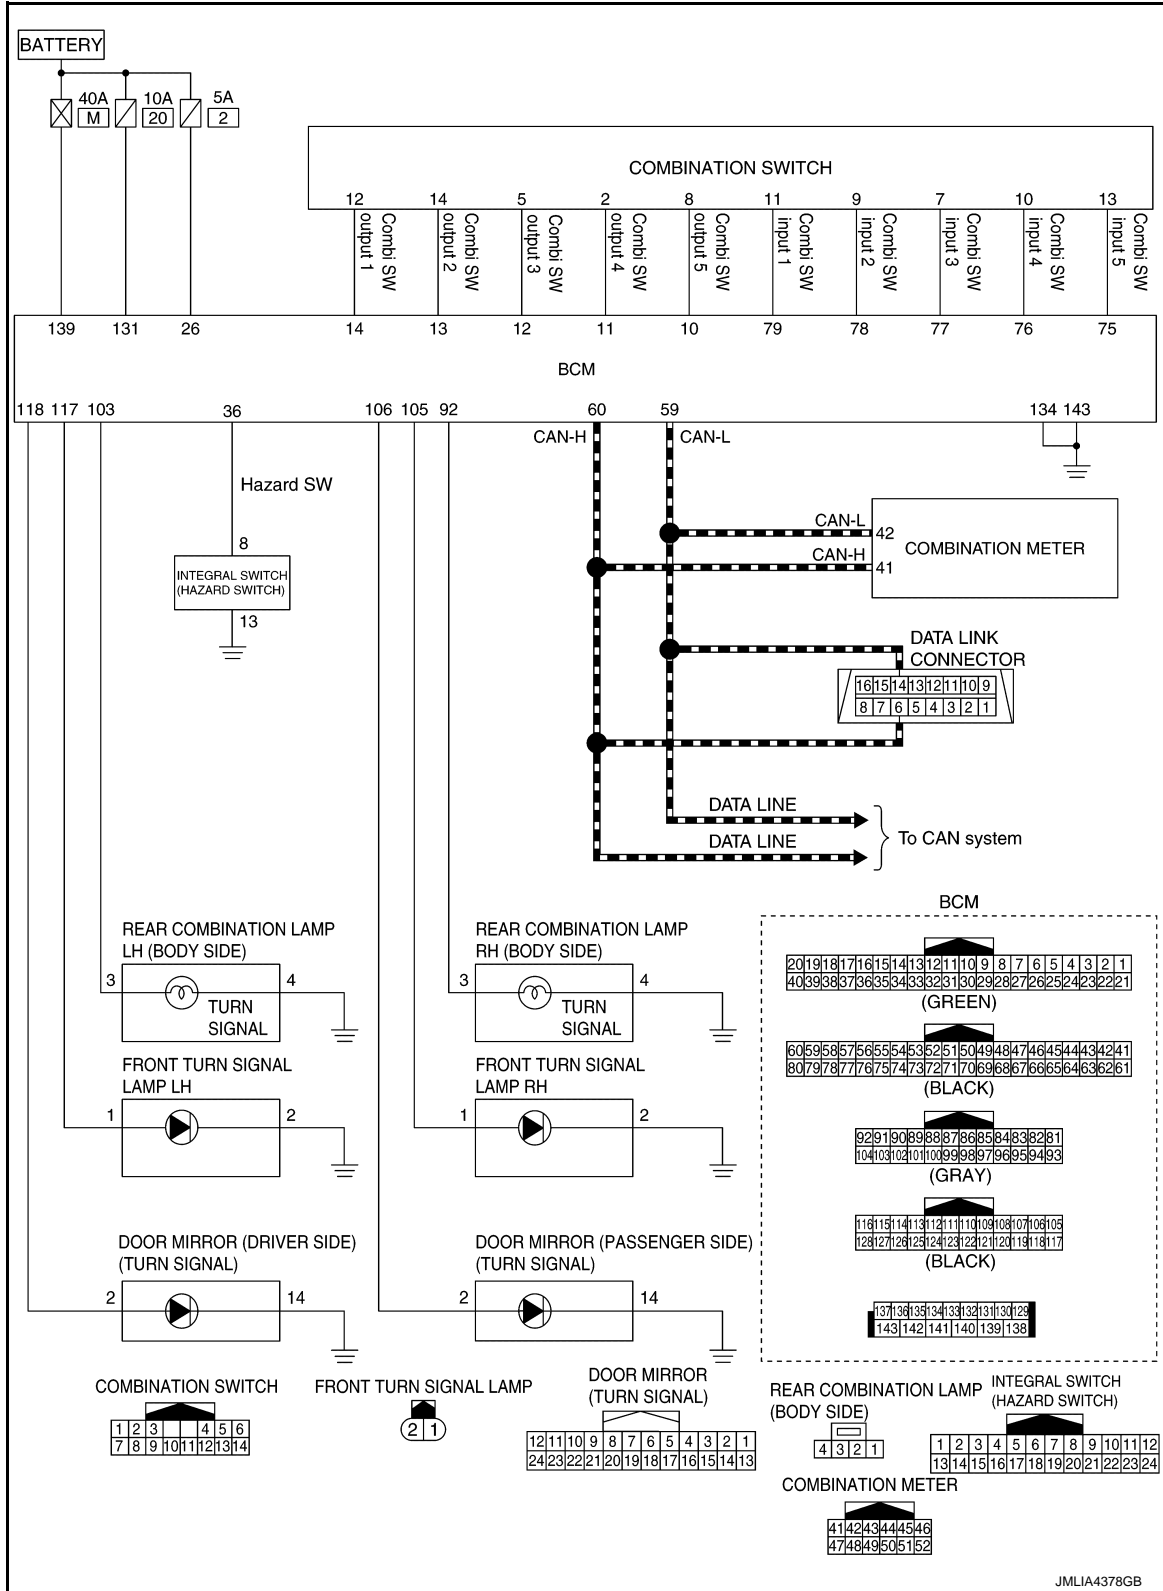 BATTERY
40A 10A 5A
M 20 2
COMBINATION SWITCH
12 14 5 2 8 11 9 7 10 13
Combi SW output 1
Combi SW output 2
Combi SW output 3
Combi SW output 4
Combi SW output 5
Combi SW input 1
Combi SW input 2
Combi SW input 3
Combi SW input 4
Combi SW input 5
139 131 26 14 13 12 11 10 79 78 77 76 75
BCM
118 117 103 36 106 105 92 60 59 134 143
CAN-H CAN-L
Hazard SW
CAN-L 42
CAN-H 41
COMBINATION METER
8
INTEGRAL SWITCH
(HAZARD SWITCH)
13
DATA LINK
CONNECTOR
16 15 14 13 12 11 10 9
8 7 6 5 4 3 2 1
DATA LINE
DATA LINE
To CAN system
REAR COMBINATION LAMP
LH (BODY SIDE)
3 4
TURN
SIGNAL
FRONT TURN SIGNAL
LAMP LH
1 2
DOOR MIRROR (DRIVER SIDE)
(TURN SIGNAL)
2 14
REAR COMBINATION LAMP
RH (BODY SIDE)
3 4
TURN
SIGNAL
FRONT TURN SIGNAL
LAMP RH
1 2
DOOR MIRROR (PASSENGER SIDE)
(TURN SIGNAL)
2 14
BCM
20 19 18 17 16 15 14 13 12 11 10 9 8 7 6 5 4 3 2 1
40 39 38 37 36 35 34 33 32 31 30 29 28 27 26 25 24 23 22 21
(GREEN)
60 59 58 57 56 55 54 53 52 51 50 49 48 47 46 45 44 43 42 41
80 79 78 77 76 75 74 73 72 71 70 69 68 67 66 65 64 63 62 61
(BLACK)
92 91 90 89 88 87 86 85 84 83 82 81
104 103 102 101 100 99 98 97 96 95 94 93
(GRAY)
116 115 114 113 112 111 110 109 108 107 106 105
128 127 126 125 124 123 122 121 120 119 118 117
(BLACK)
137 136 135 134 133 132 131 130 129
143 142 141 140 139 138
COMBINATION SWITCH
1 2 3 4 5 6
7 8 9 10 11 12 13 14
FRONT TURN SIGNAL LAMP
2 1
DOOR MIRROR
(TURN SIGNAL)
12 11 10 9 8 7 6 5 4 3 2 1
24 23 22 21 20 19 18 17 16 15 14 13
REAR COMBINATION LAMP
(BODY SIDE)
4 3 2 1
INTEGRAL SWITCH
(HAZARD SWITCH)
1 2 3 4 5 6 7 8 9 10 11 12
13 14 15 16 17 18 19 20 21 22 23 24
COMBINATION METER
41 42 43 44 45 46
47 48 49 50 51 52
JMLIA4378GB